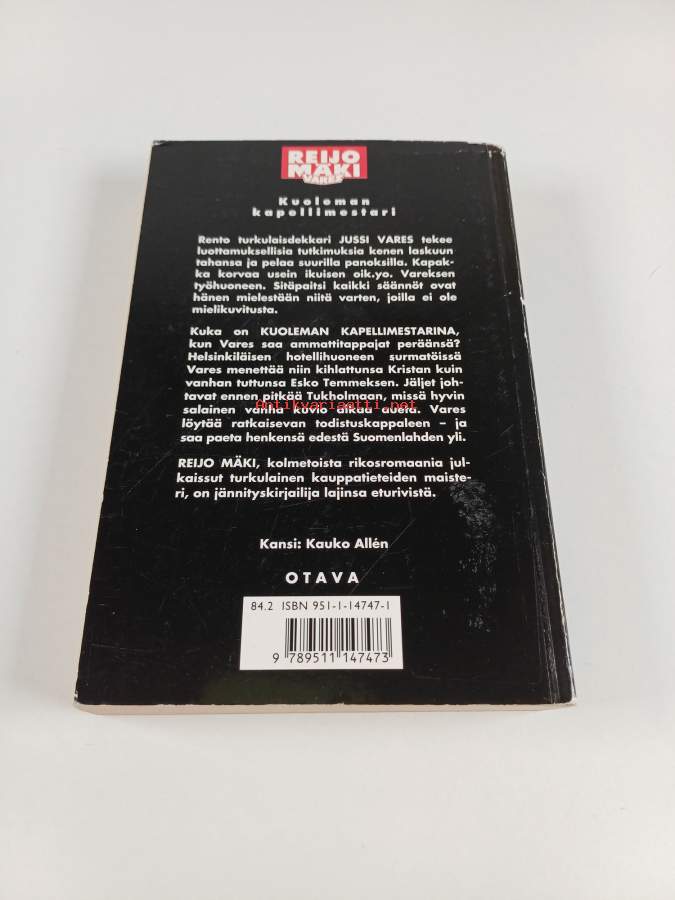 REIJO
MÄKI
VARES
Kuoleman
kapellimestari
Rento turkulaisdekkari JUSSI VARES tekee
luottamuksellisia tutkimuksia kenen laskuun
tahansa ja pelaa suurilla panoksilla. Kapak-
ka korvaa usein ikuisen oik.yo. Vareksen
työhuoneen. Sitäpaitsi kaikki säännöt ovat
hänen mielestään niitä varten, joilla ei ole
mielikuvitusta.
Kuka on KUOLEMAN KAPELLIMESTARINA,
kun Vares saa ammattitappajat peräänsä?
Helsinkiläisen hotellihuoneen surmatöissä
Vares menettää niin kihlattunsa Kristan kuin
vanhan tuttunsa Esko Temmeksen. Jäljet joh-
tavat ennen pitkää Tukholmaan, missä hyvin
salainen vanha kuvio alkaa aueta. Vares
Antikvariaatti.net
löytää ratkaisevan todistuskappaleen – ja
saa paeta henkensä edestä Suomenlahden yli.
REIJO MÄKI, kolmetoista rikosromaania jul-
kaissut turkulainen kauppatieteiden maiste-
ri, on jännityskirjailija lajinsa eturivistä.
Kansi: Kauko Allén
OTAVA
84.2 ISBN 951-1-14747-1
9 789511 147473